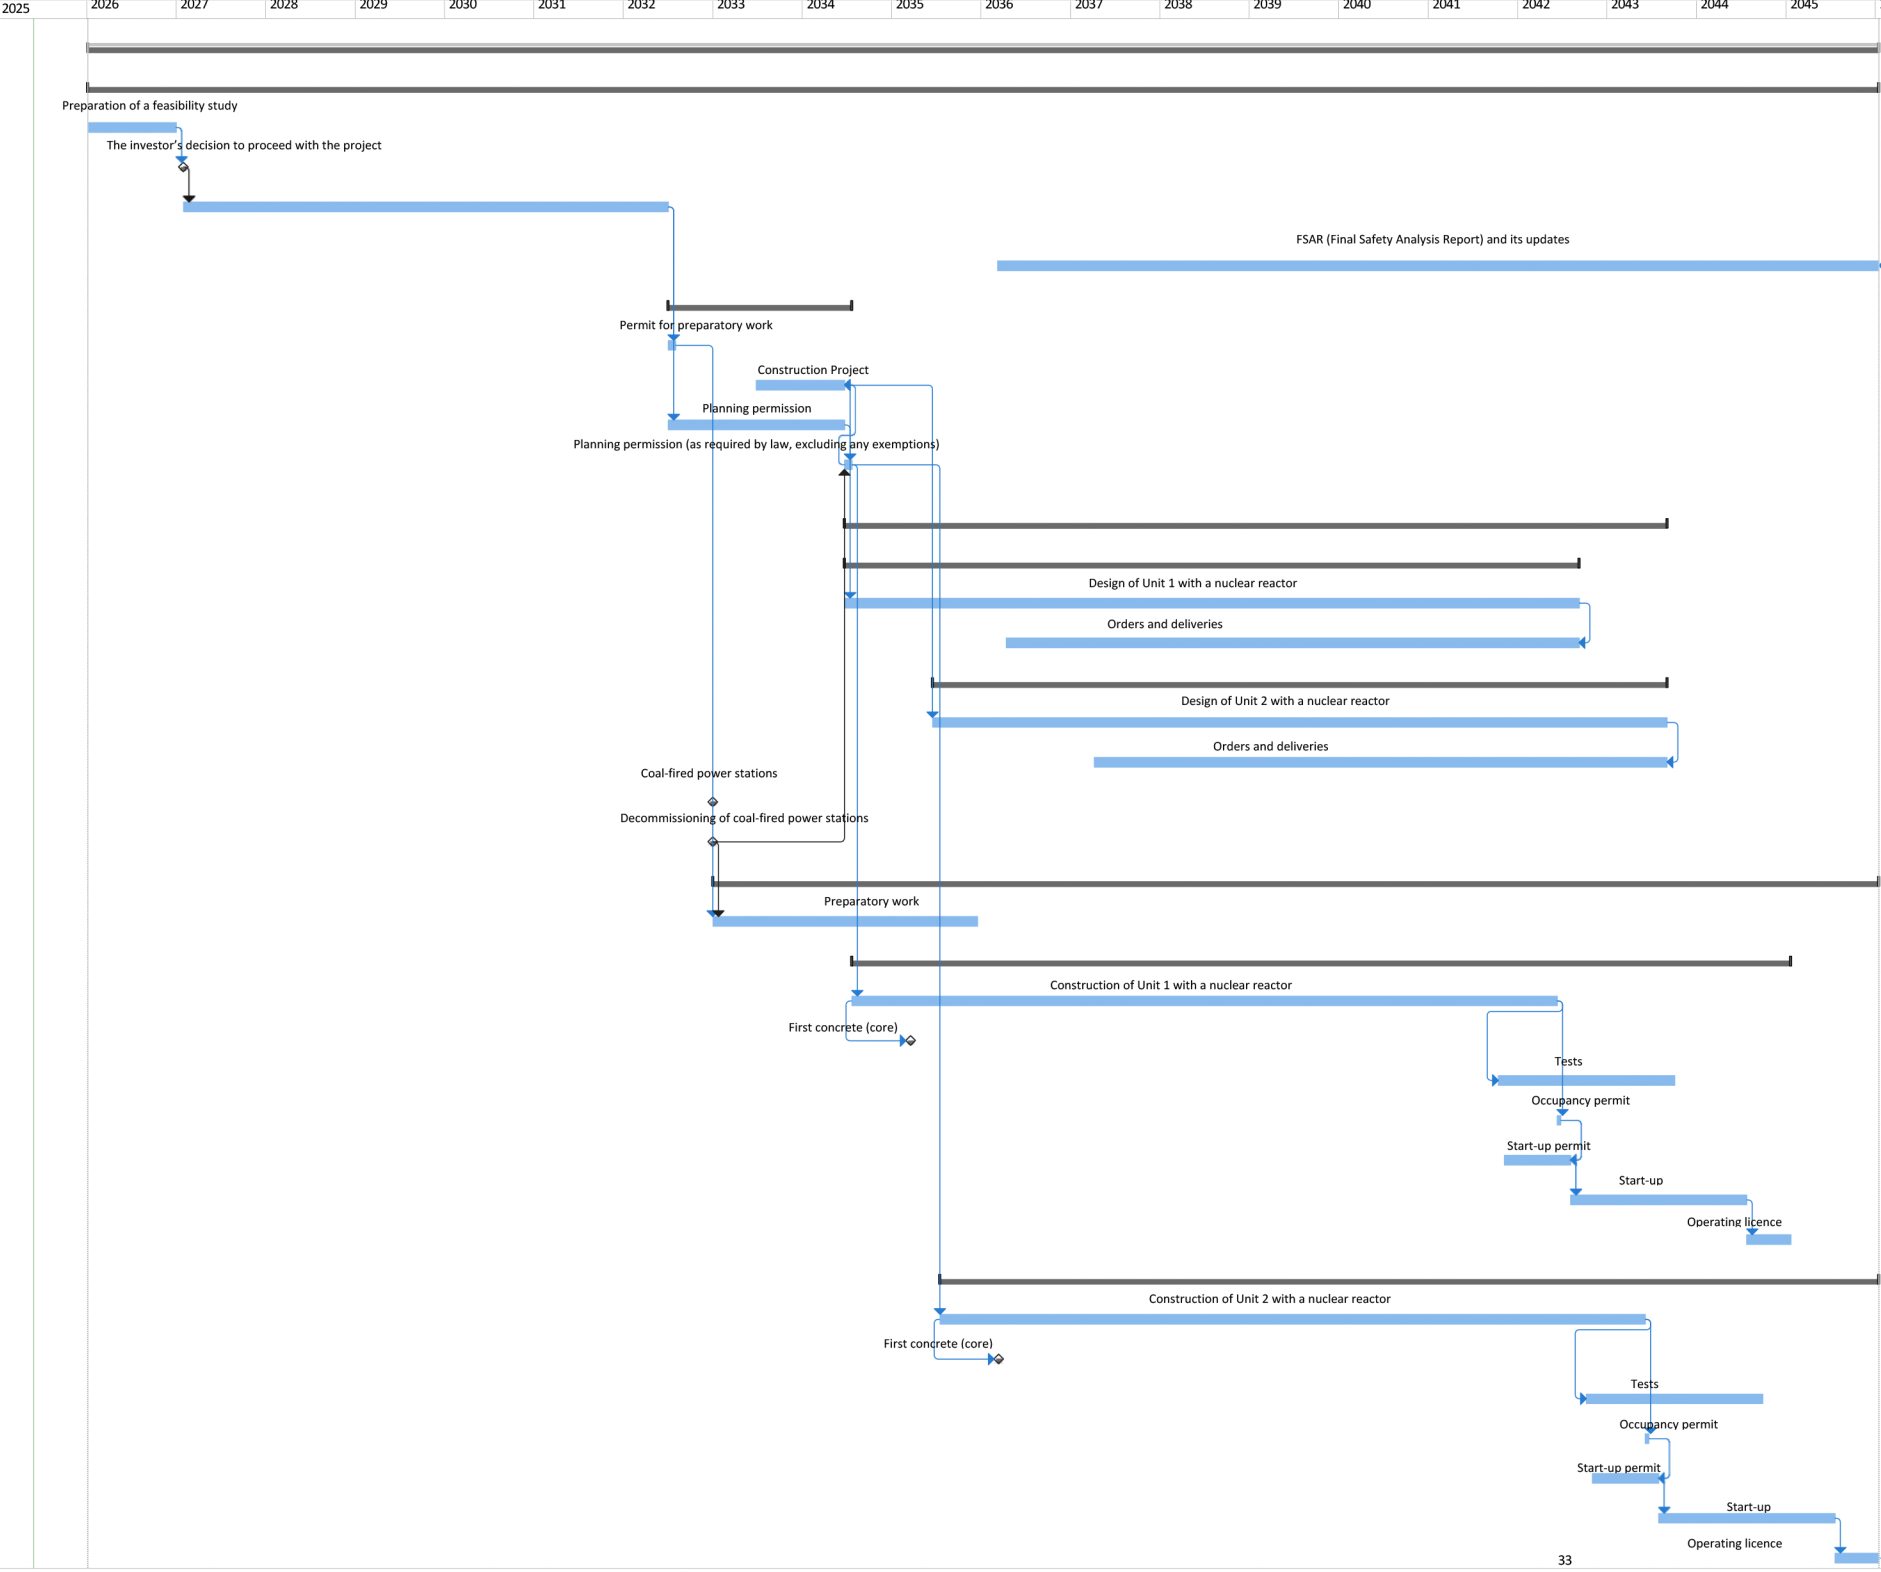 2025 2026 2027 2028 2029 2030 2031 2032 2033 2034 2035 2036 2037 2038 2039 2040 2041 2042 2043 2044 2045
Preparation of a feasibility study
The investor's decision to proceed with the project
FSAR (Final Safety Analysis Report) and its updates
Permit for preparatory work
Construction Project
Planning permission
Planning permission (as required by law, excluding any exemptions)
Design of Unit 1 with a nuclear reactor
Orders and deliveries
Design of Unit 2 with a nuclear reactor
Orders and deliveries
Coal-fired power stations
Decommissioning of coal-fired power stations
Preparatory work
Construction of Unit 1 with a nuclear reactor
First concrete (core)
Tests
Occupancy permit
Start-up permit
Start-up
Operating licence
Construction of Unit 2 with a nuclear reactor
First concrete (core)
Tests
Occupancy permit
Start-up permit
Start-up
Operating licence
33